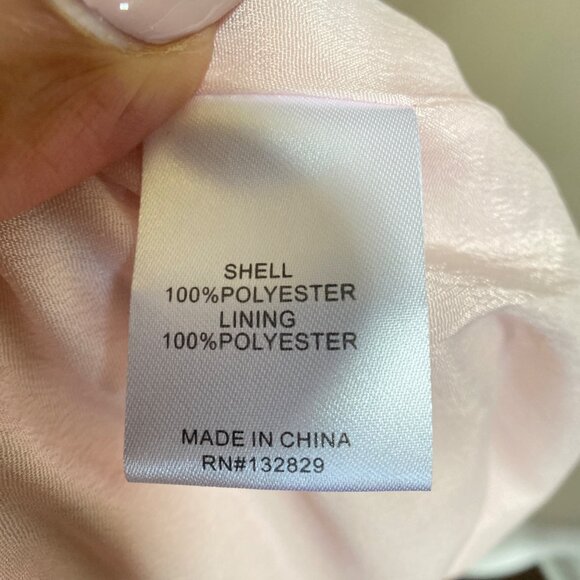 SHELL
100%POLYESTER
LINING
100%POLYESTER
MADE IN CHINA
RN#132829